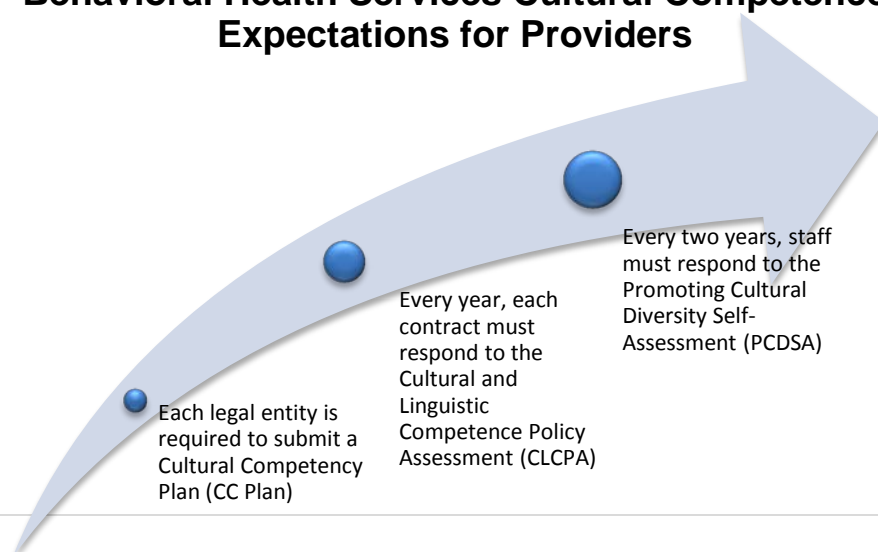 Behavioral Health Services Cultural Competence
Expectations for Providers
Every two years, staff
must respond to the
Promoting Cultural
Diversity Self-
Assessment (PCDSA)
Every year, each
contract must
respond to the
Cultural and
Linguistic
Competence Policy
Assessment (CLCPA)
Each legal entity is
required to submit a
Cultural Competency
Plan (CC Plan)